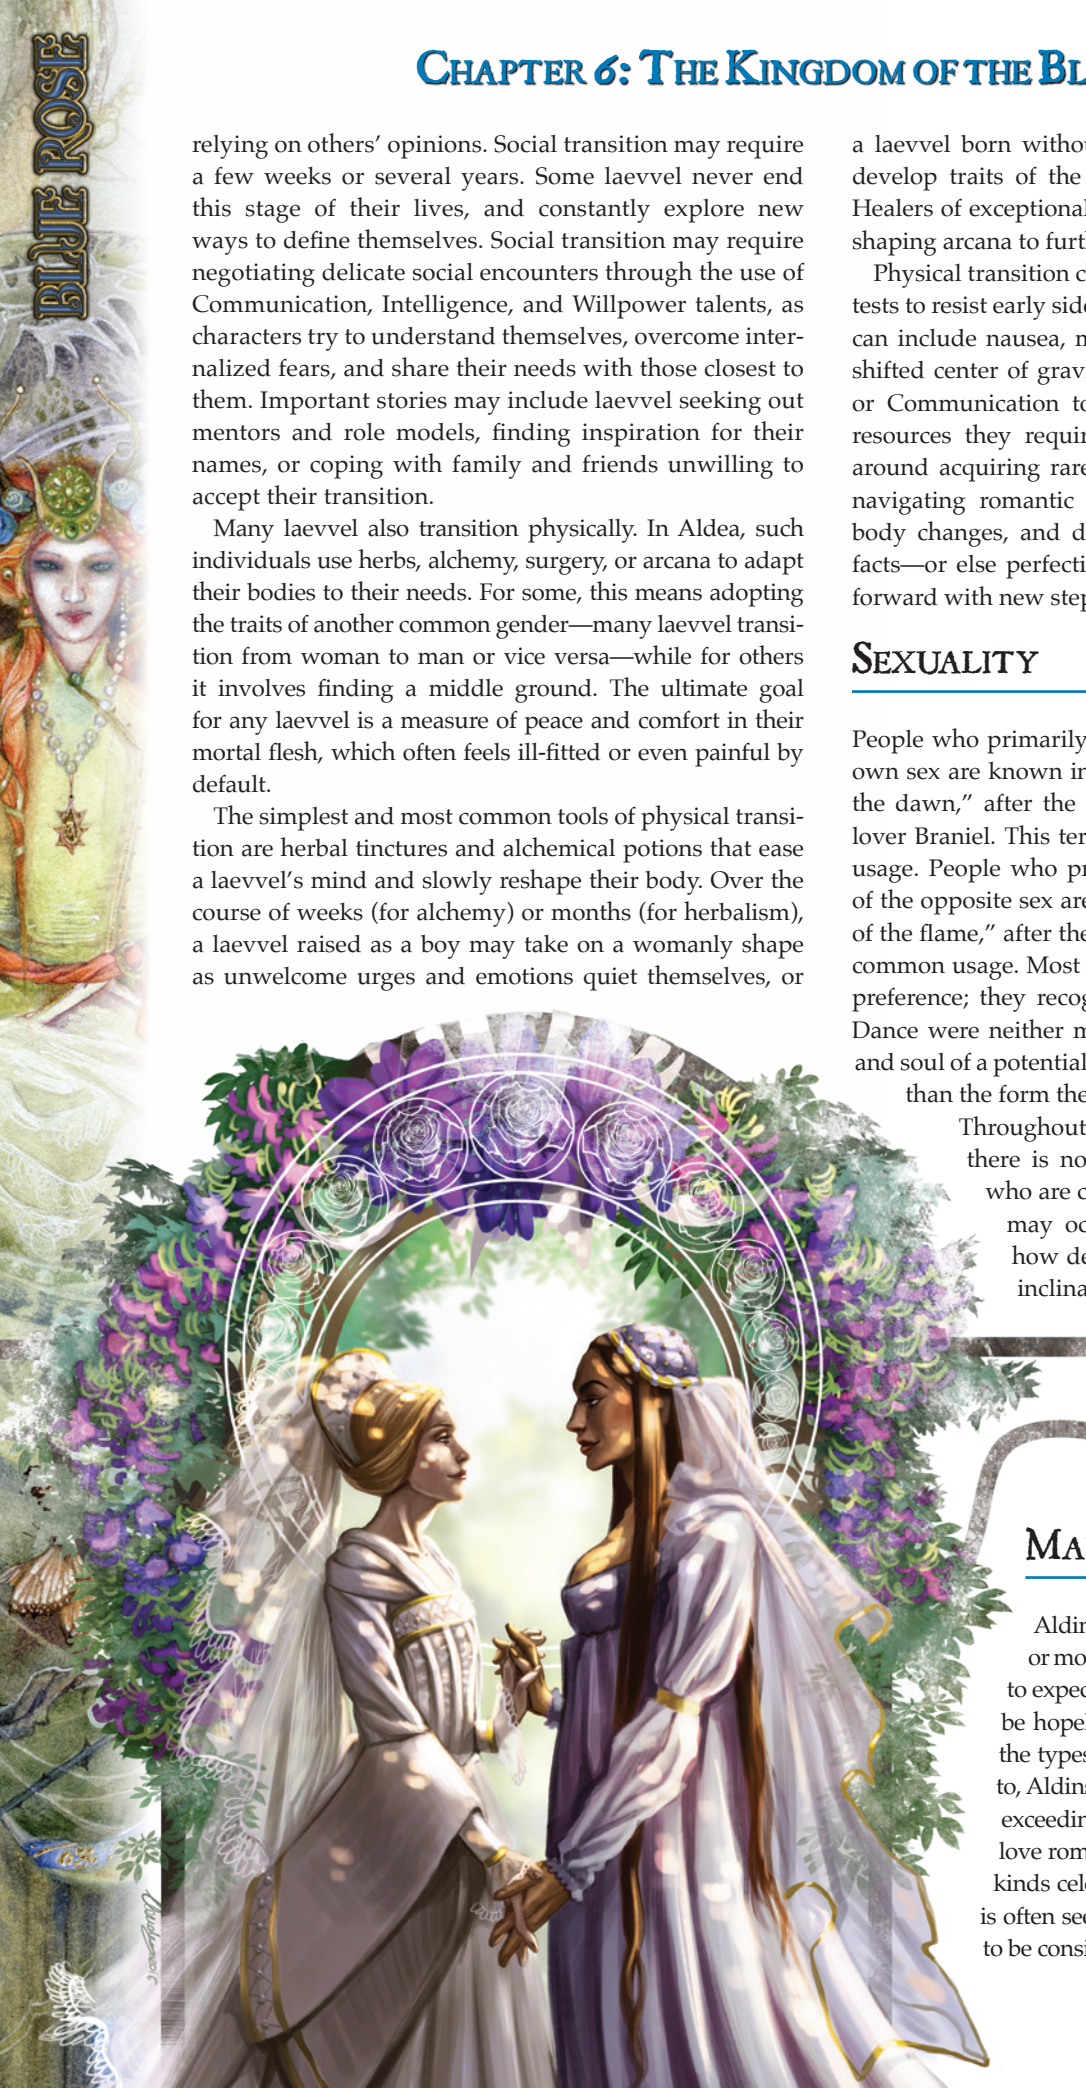 BLUE ROSE
CHAPTER 6: THE KINGDOM OF THE BL
relying on others’ opinions. Social transition may require
a few weeks or several years. Some laevvel never end
this stage of their lives, and constantly explore new
ways to define themselves. Social transition may require
negotiating delicate social encounters through the use of
Communication, Intelligence, and Willpower talents, as
characters try to understand themselves, overcome inter-
nalized fears, and share their needs with those closest to
them. Important stories may include laevvel seeking out
mentors and role models, finding inspiration for their
names, or coping with family and friends unwilling to
accept their transition.
Many laevvel also transition physically. In Aldea, such
individuals use herbs, alchemy, surgery, or arcana to adapt
their bodies to their needs. For some, this means adopting
the traits of another common gender—many laevvel transi-
tion from woman to man or vice versa—while for others
it involves finding a middle ground. The ultimate goal
for any laevvel is a measure of peace and comfort in their
mortal flesh, which often feels ill-fitted or even painful by
default.
The simplest and most common tools of physical transi-
tion are herbal tinctures and alchemical potions that ease
a laevvel’s mind and slowly reshape their body. Over the
course of weeks (for alchemy) or months (for herbalism),
a laevvel raised as a boy may take on a womanly shape
as unwelcome urges and emotions quiet themselves, or
a laevvel born withou
develop traits of the
Healers of exceptional
shaping arcana to furth
Physical transition c
tests to resist early side
can include nausea, m
shifted center of grav
or Communication to
resources they requir
around acquiring rare
navigating romantic
body changes, and d
facts—or else perfecti
forward with new step
SEXUALITY
People who primarily
own sex are known in
the dawn,” after the
lover Braniel. This ter
usage. People who pr
of the opposite sex are
of the flame,” after the
common usage. Most
preference; they recog
Dance were neither m
and soul of a potential
than the form the
Throughout
there is no
who are c
may oc
how de
inclina
MA
Aldin
or mo
to expec
be hopel
the types
to, Aldins
exceedin
love rom
kinds cele
is often see
to be consi